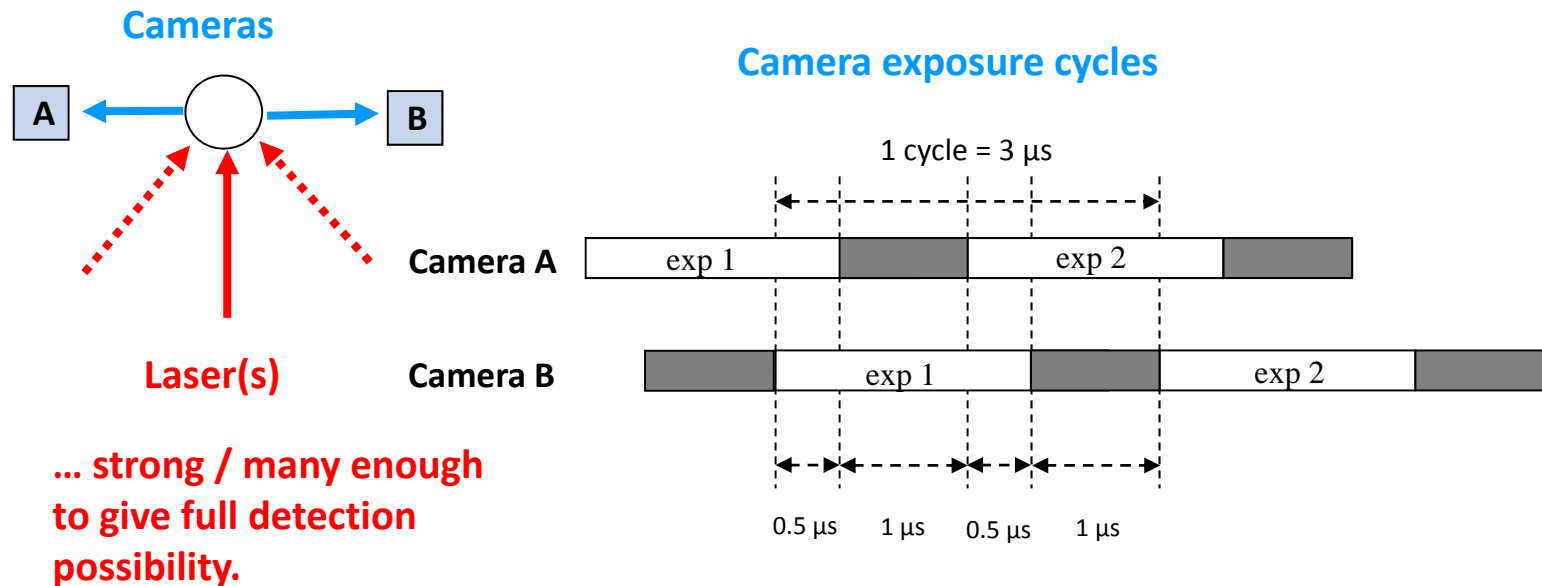 Cameras
A
B
Laser(s)
… strong / many enough
to give full detection
possibility.
Camera exposure cycles
1 cycle = 3 µs
Camera A
exp 1
exp 2
Camera B
exp 1
exp 2
0.5 µs
1 µs
0.5 µs
1 µs